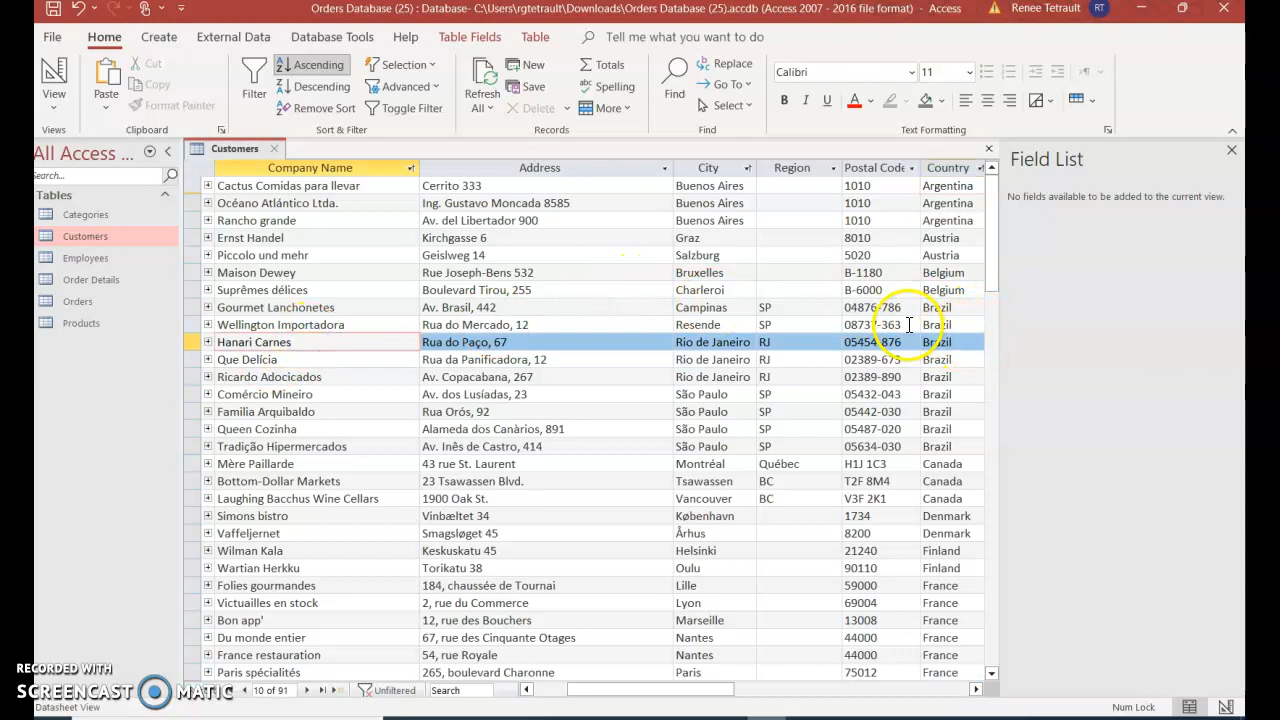 Orders Database (25) : Database- C:\Users\rgtetrault\Downloads\Orders Database (25).accdb (Access 2007 - 2016 file format) - Access Renee Tetrault RT
File Home Create External Data Database Tools Help Table Fields Table Tell me what you want to do
View Paste Cut Copy Format Painter Filter Ascending Descending Remove Sort Selection Advanced Toggle Filter Refresh All New Save Delete Totals Spelling More Find Replace Go To Select Calibri 11 B I U A
Views Clipboard Sort & Filter Records Find Text Formatting
All Access ... Customers
Search...
Tables
Categories
Customers
Employees
Order Details
Orders
Products
Company Name Address City Region Postal Code Country
Cactus Comidas para llevar Cerrito 333 Buenos Aires 1010 Argentina
Océano Atlántico Ltda. Ing. Gustavo Moncada 8585 Buenos Aires 1010 Argentina
Rancho grande Av. del Libertador 900 Buenos Aires 1010 Argentina
Ernst Handel Kirchgasse 6 Graz 8010 Austria
Piccolo und mehr Geislweg 14 Salzburg 5020 Austria
Maison Dewey Rue Joseph-Bens 532 Bruxelles B-1180 Belgium
Suprêmes délices Boulevard Tirou, 255 Charleroi B-6000 Belgium
Gourmet Lanchonetes Av. Brasil, 442 Campinas SP 04876-786 Brazil
Wellington Importadora Rua do Mercado, 12 Resende SP 08737-363 Brazil
Hanari Carnes Rua do Paço, 67 Rio de Janeiro RJ 05454-876 Brazil
Que Delícia Rua da Panificadora, 12 Rio de Janeiro RJ 02389-673 Brazil
Ricardo Adocicados Av. Copacabana, 267 Rio de Janeiro RJ 02389-890 Brazil
Comércio Mineiro Av. dos Lusíadas, 23 São Paulo SP 05432-043 Brazil
Familia Arquibaldo Rua Orós, 92 São Paulo SP 05442-030 Brazil
Queen Cozinha Alameda dos Canàrios, 891 São Paulo SP 05487-020 Brazil
Tradição Hipermercados Av. Inês de Castro, 414 São Paulo SP 05634-030 Brazil
Mère Paillarde 43 rue St. Laurent Montréal Québec H1J 1C3 Canada
Bottom-Dollar Markets 23 Tsawassen Blvd. Tsawassen BC T2F 8M4 Canada
Laughing Bacchus Wine Cellars 1900 Oak St. Vancouver BC V3F 2K1 Canada
Simons bistro Vinbæltet 34 København 1734 Denmark
Vaffeljernet Smagsløget 45 Århus 8200 Denmark
Wilman Kala Keskuskatu 45 Helsinki 21240 Finland
Wartian Herkku Torikatu 38 Oulu 90110 Finland
Folies gourmandes 184, chaussée de Tournai Lille 59000 France
Victuailles en stock 2, rue du Commerce Lyon 69004 France
Bon app' 12, rue des Bouchers Marseille 13008 France
Du monde entier 67, rue des Cinquante Otages Nantes 44000 France
France restauration 54, rue Royale Nantes 44000 France
Paris spécialités 265, boulevard Charonne Paris 75012 France
Field List
No fields available to be added to the current view.
10 of 91 Unfiltered Search
Datasheet View Num Lock
RECORDED WITH
SCREENCAST MATIC